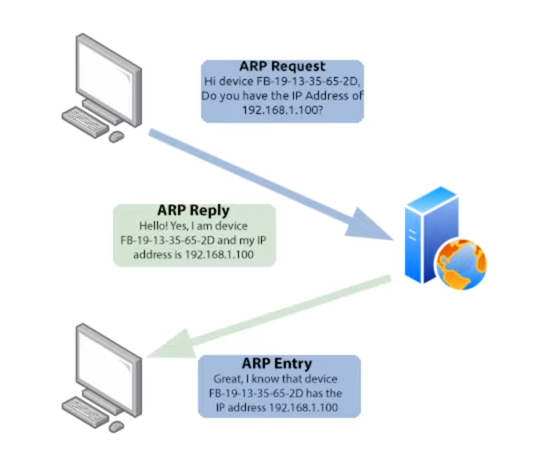 ARP Request
Hi device FB-19-13-35-65-2D,
Do you have the IP Address of
192.168.1.100?
ARP Reply
Hello! Yes, I am device
FB-19-13-35-65-2D and my IP
address is 192.168.1.100
ARP Entry
Great, I know that device
FB-19-13-35-65-2D has the
IP address 192.168.1.100